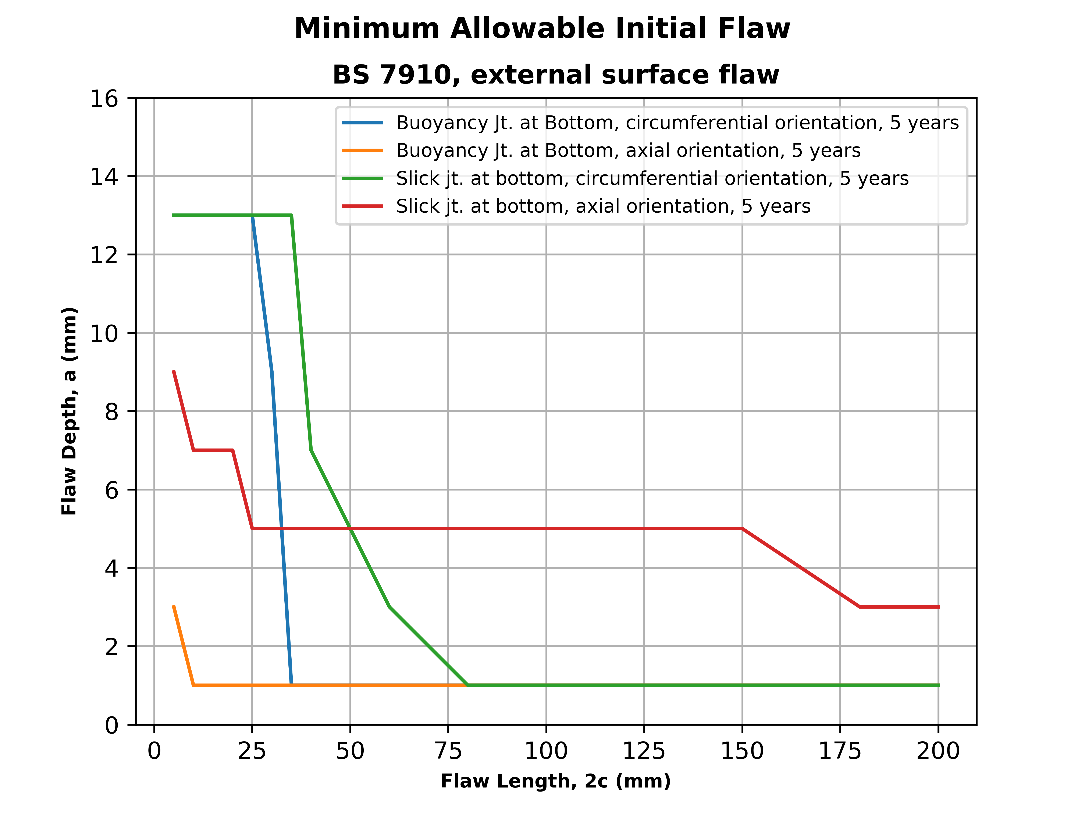 Minimum Allowable Initial Flaw
BS 7910, external surface flaw
16
14
12
10
8
6
4
2
0
Flaw Depth, a (mm)
Buoyancy Jt. at Bottom, circumferential orientation, 5 years
Buoyancy Jt. at Bottom, axial orientation, 5 years
Slick jt. at bottom, circumferential orientation, 5 years
Slick jt. at bottom, axial orientation, 5 years
0 25 50 75 100 125 150 175 200
Flaw Length, 2c (mm)